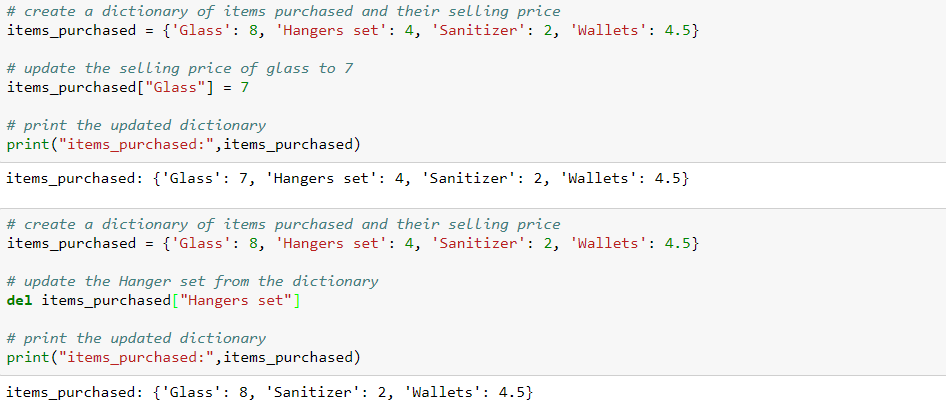 # create a dictionary of items purchased and their selling price
items_purchased = {'Glass': 8, 'Hangers set': 4, 'Sanitizer': 2, 'Wallets': 4.5}
# update the selling price of glass to 7
items_purchased["Glass"] = 7
# print the updated dictionary
print("items_purchased:",items_purchased)
items_purchased: {'Glass': 7, 'Hangers set': 4, 'Sanitizer': 2, 'Wallets': 4.5}
# create a dictionary of items purchased and their selling price
items_purchased = {'Glass': 8, 'Hangers set': 4, 'Sanitizer': 2, 'Wallets': 4.5}
# update the Hanger set from the dictionary
del items_purchased["Hangers set"]
# print the updated dictionary
print("items_purchased:",items_purchased)
items_purchased: {'Glass': 8, 'Sanitizer': 2, 'Wallets': 4.5}